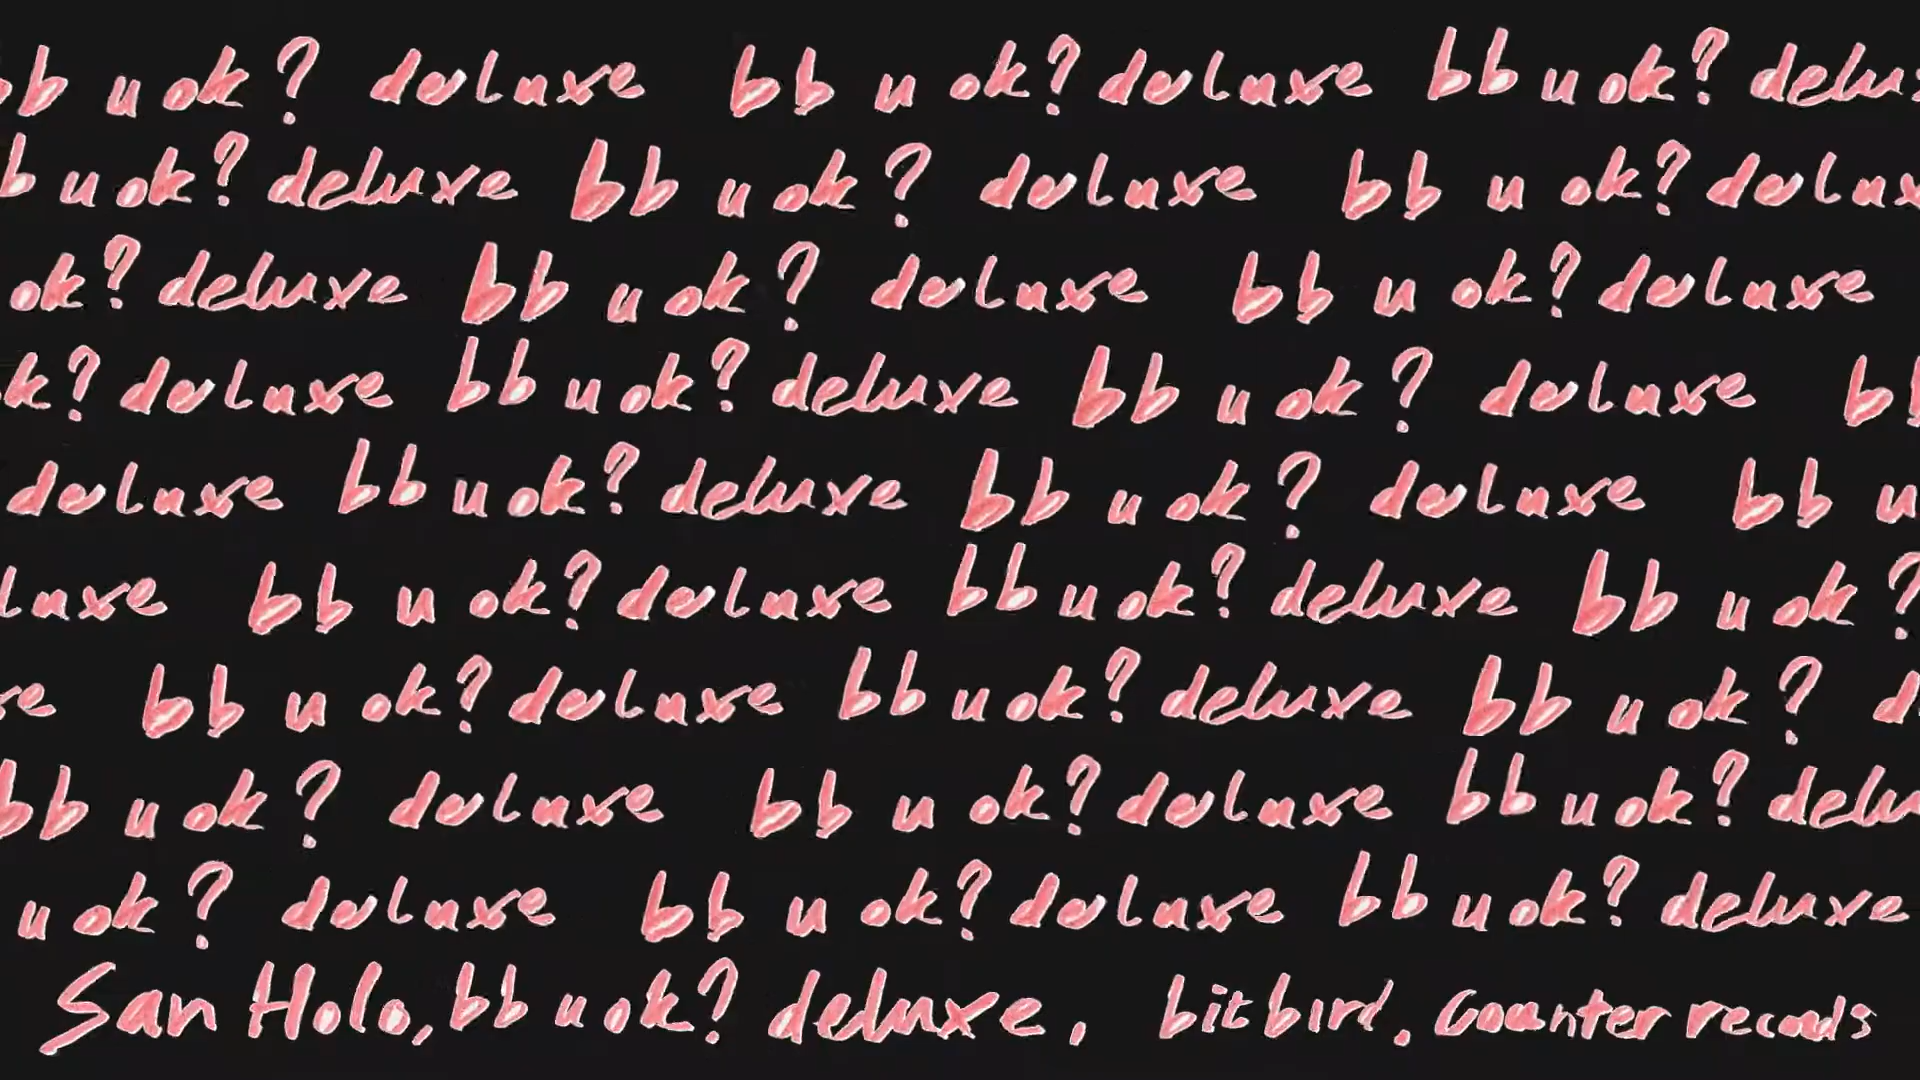 bb u ok? deluxe bb u ok? deluxe bb u ok? delux
b u ok? deluxe bb u ok? deluxe bb u ok? delux
ok? deluxe bb u ok? deluxe bb u ok? deluxe
k? deluxe bb u ok? deluxe bb u ok? deluxe bb
deluxe bb u ok? deluxe bb u ok? deluxe bb u
luxe bb u ok? deluxe bb u ok? deluxe bb u ok?
xe bb u ok? deluxe bb u ok? deluxe bb u ok? d
bb u ok? deluxe bb u ok? deluxe bb u ok? delu
u ok? deluxe bb u ok? deluxe bb u ok? deluxe
San Holo, bb u ok? deluxe, bitbird. Counter records